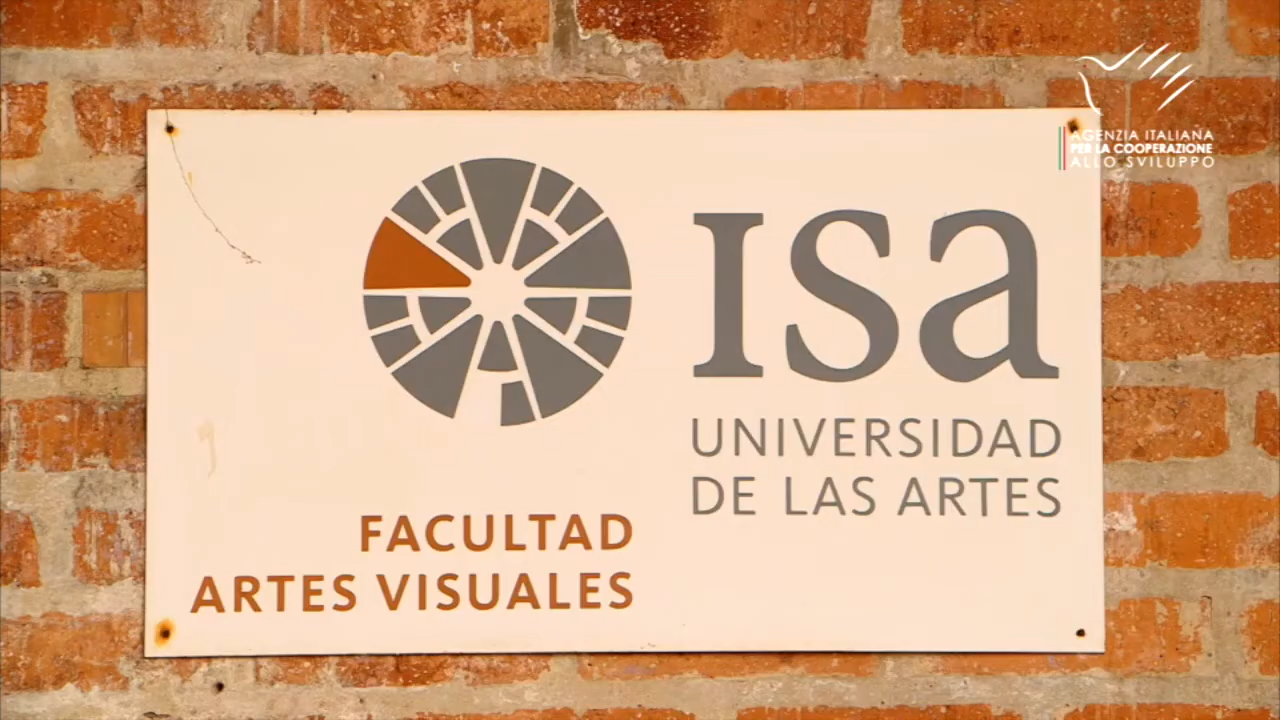 AGENZIA ITALIANA
PER LA COOPERAZIONE
ALLO SVILUPPO
ISa
UNIVERSIDAD
DE LAS ARTES
FACULTAD
ARTES VISUALES